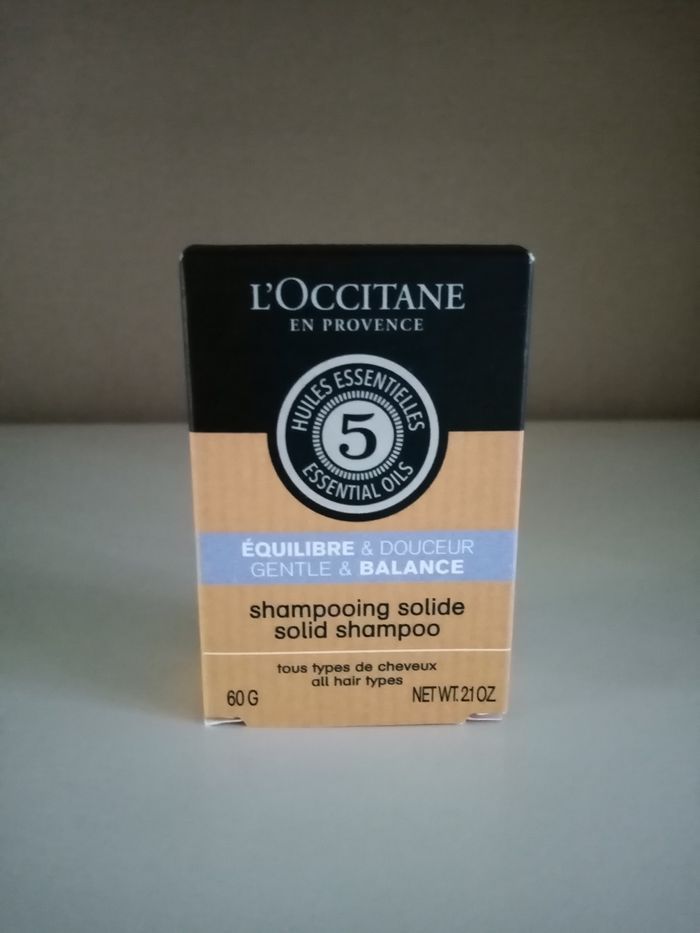 L'OCCITANE
EN PROVENCE
HUILES ESSENTIELLES
5
ESSENTIAL OILS
ÉQUILIBRE & DOUCEUR
GENTLE & BALANCE
shampooing solide
solid shampoo
tous types de cheveux
all hair types
60 G
NET WT. 2.1 OZ.